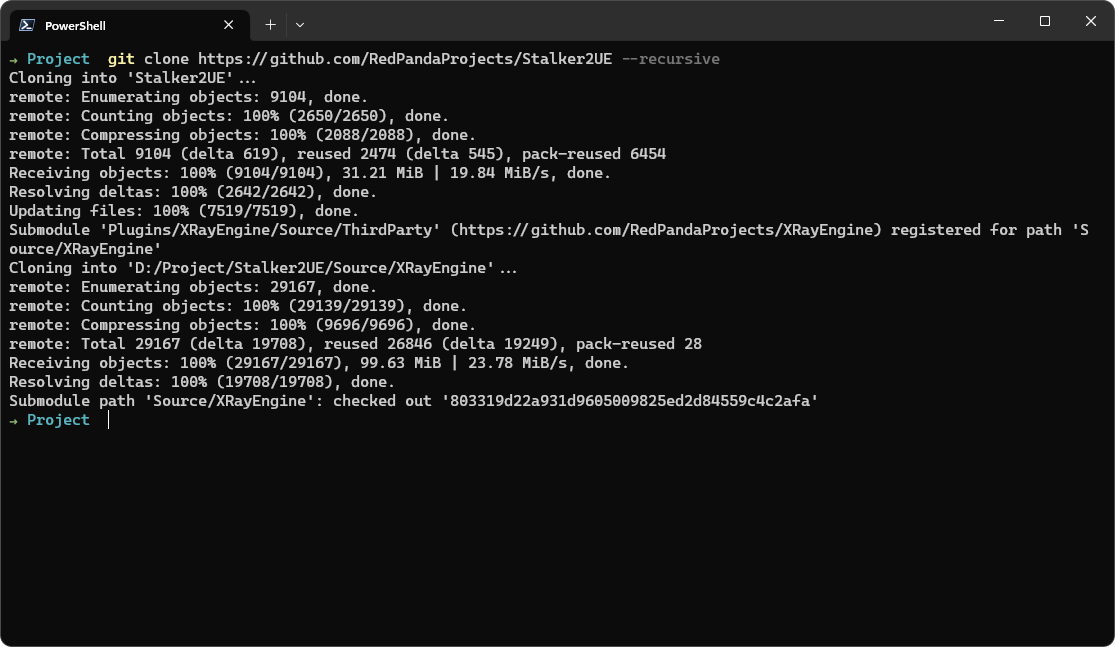 PowerShell
→ Project  git clone https://github.com/RedPandaProjects/Stalker2UE --recursive
Cloning into 'Stalker2UE'...
remote: Enumerating objects: 9104, done.
remote: Counting objects: 100% (2650/2650), done.
remote: Compressing objects: 100% (2088/2088), done.
remote: Total 9104 (delta 619), reused 2474 (delta 545), pack-reused 6454
Receiving objects: 100% (9104/9104), 31.21 MiB | 19.84 MiB/s, done.
Resolving deltas: 100% (2642/2642), done.
Updating files: 100% (7519/7519), done.
Submodule 'Plugins/XRayEngine/Source/ThirdParty' (https://github.com/RedPandaProjects/XRayEngine) registered for path 'S
ource/XRayEngine'
Cloning into 'D:/Project/Stalker2UE/Source/XRayEngine'...
remote: Enumerating objects: 29167, done.
remote: Counting objects: 100% (29139/29139), done.
remote: Compressing objects: 100% (9696/9696), done.
remote: Total 29167 (delta 19708), reused 26846 (delta 19249), pack-reused 28
Receiving objects: 100% (29167/29167), 99.63 MiB | 23.78 MiB/s, done.
Resolving deltas: 100% (19708/19708), done.
Submodule path 'Source/XRayEngine': checked out '803319d22a931d9605009825ed2d84559c4c2afa'
→ Project